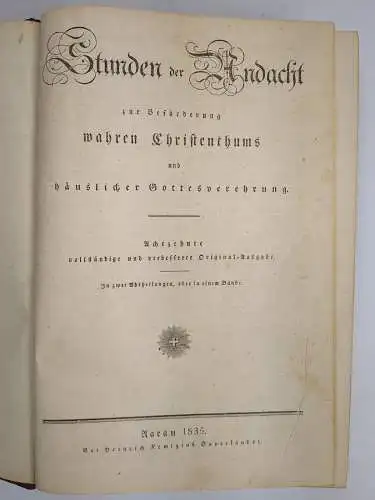 Stunden der Andacht
zur Beförderung
wahren Christenthums
und
häuslicher Gottesverehrung.
Achtzehnte
vollständige und verbesserte Original-Ausgabe.
In zwei Abtheilungen, oder in einem Bande.
Aarau 1835.
Bei Heinrich Remigius Sauerländer.